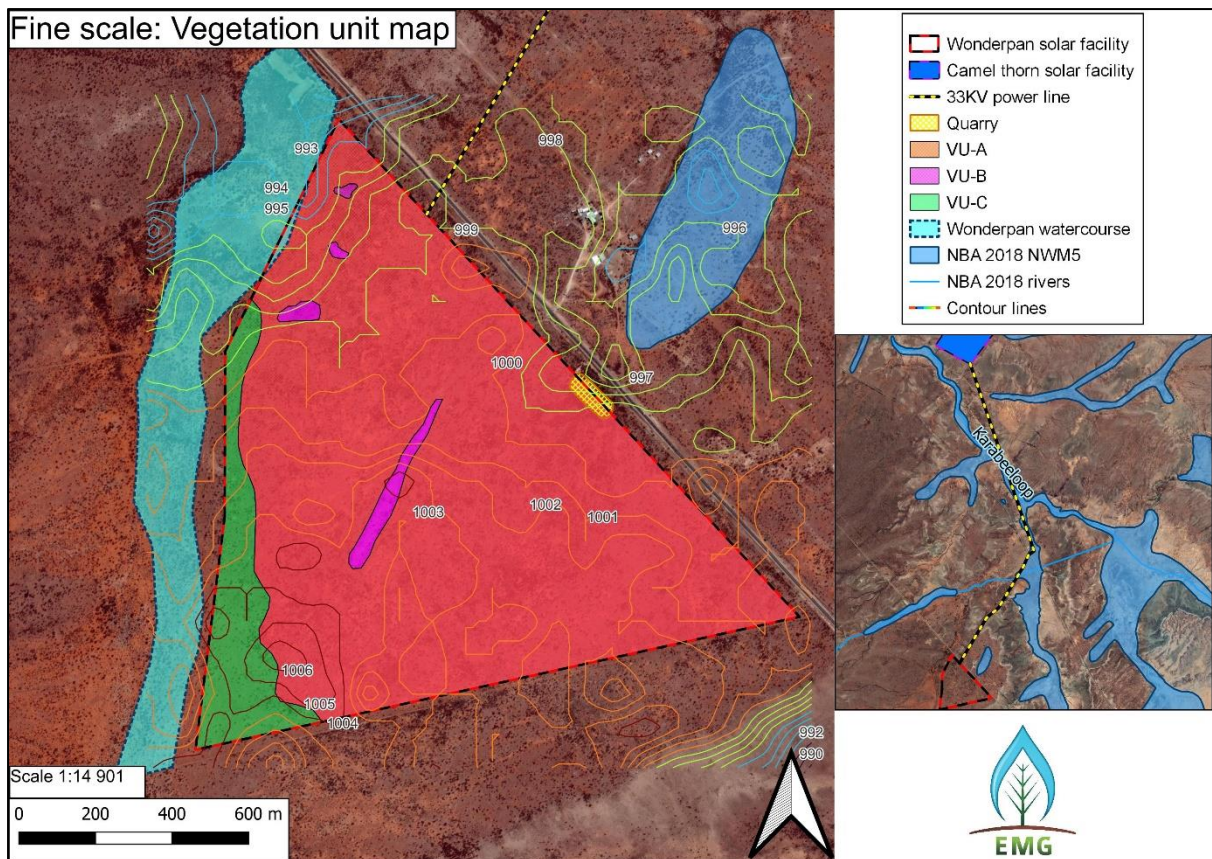 Fine scale: Vegetation unit map
993
994
995
998
999
996
1000
997
1003
1002
1001
1006
1005
1004
992
990
Scale 1:14 901
0 200 400 600 m
Wonderpan solar facility
Camel thorn solar facility
33KV power line
Quarry
VU-A
VU-B
VU-C
Wonderpan watercourse
NBA 2018 NWM5
NBA 2018 rivers
Contour lines
Karabeeloop
EMG